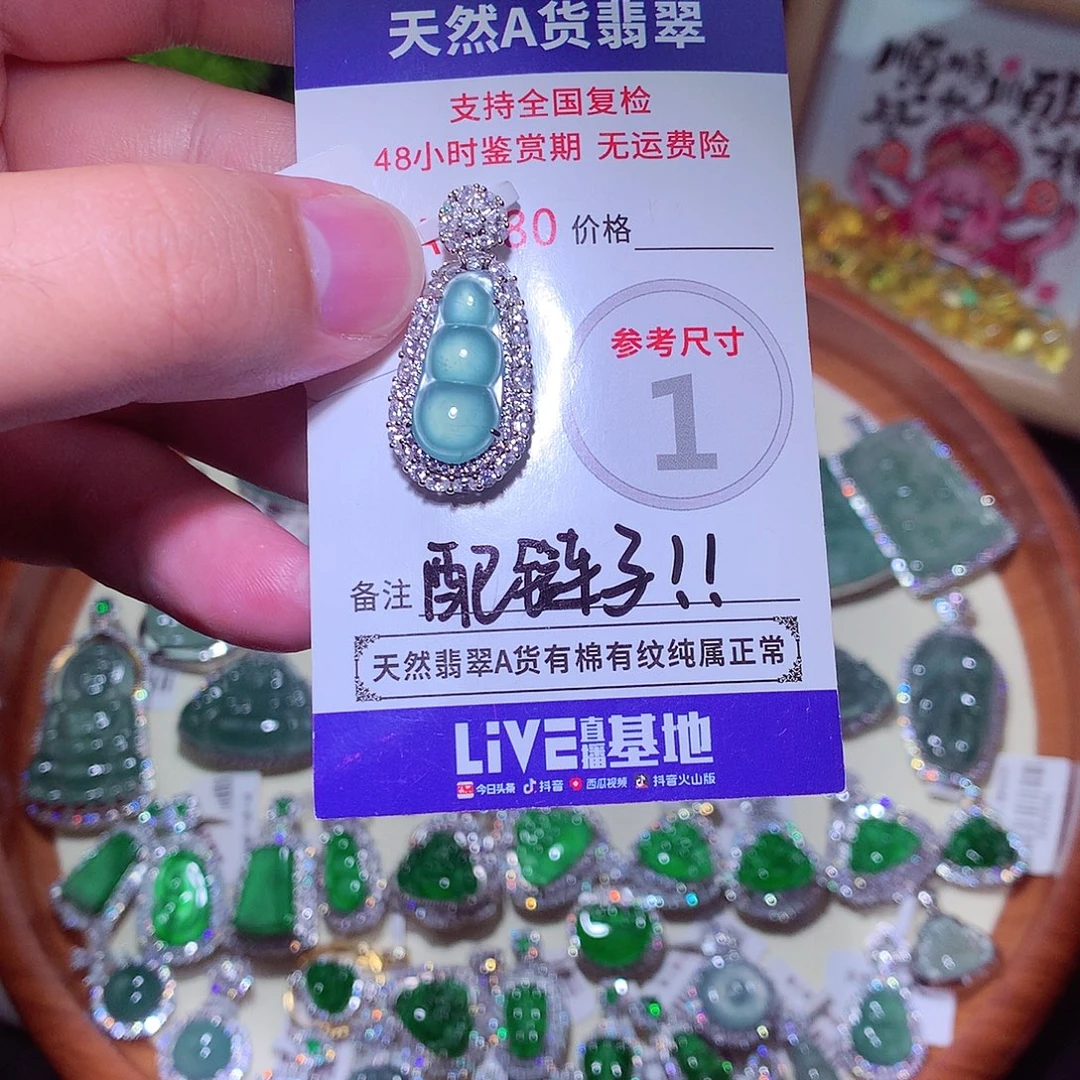 天然A货翡翠
支持全国复检
48小时鉴赏期 无运费险
80 价格
参考尺寸
1
备注 配链子!!
天然翡翠A货有棉有纹纯属正常
LiVE直播基地
今日头条 抖音 西瓜视频 抖音火山版